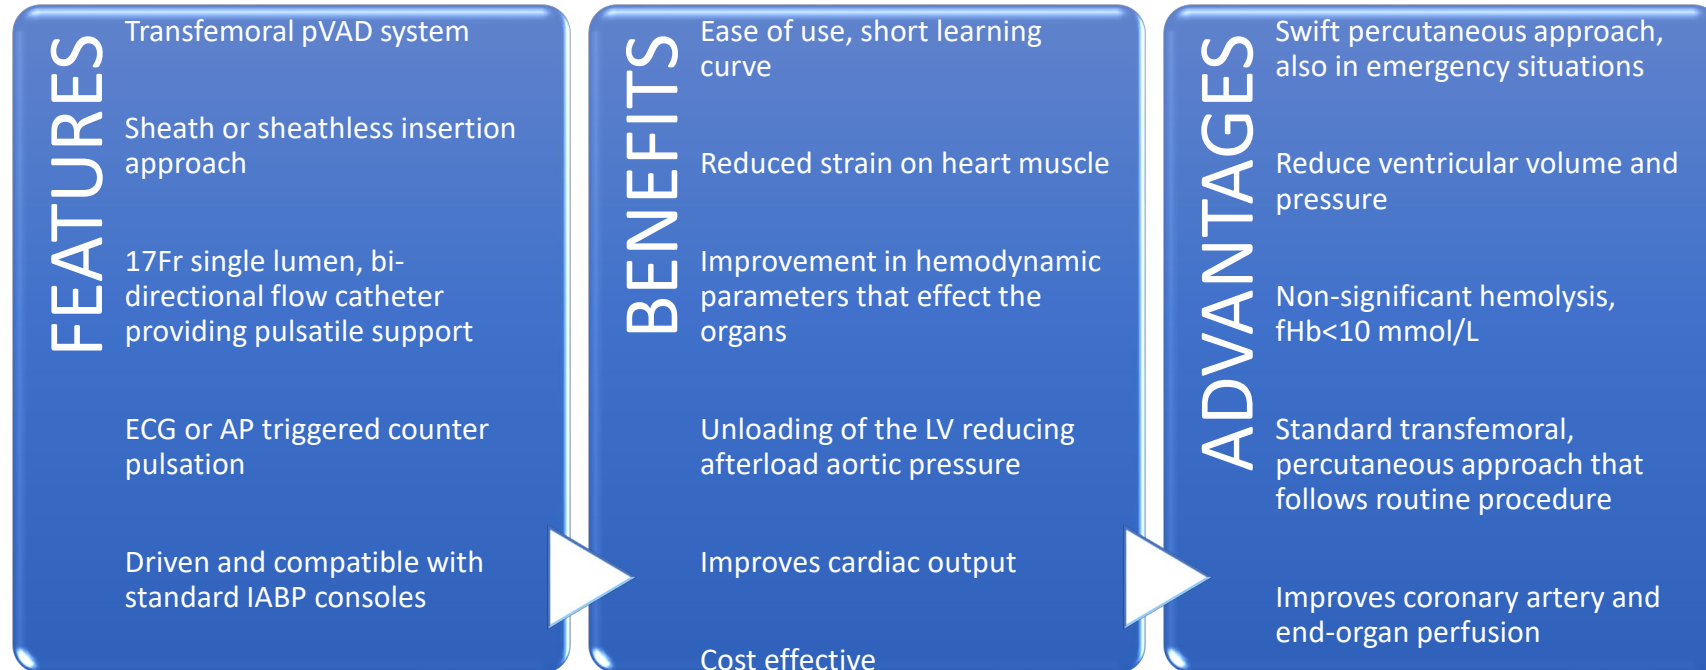 FEATURES
Transfemoral pVAD system
Sheath or sheathless insertion
approach
17Fr single lumen, bi-
directional flow catheter
providing pulsatile support
ECG or AP triggered counter
pulsation
Driven and compatible with
standard IABP consoles
BENEFITS
Ease of use, short learning
curve
Reduced strain on heart muscle
Improvement in hemodynamic
parameters that effect the
organs
Unloading of the LV reducing
afterload aortic pressure
Improves cardiac output
Cost effective
ADVANTAGES
Swift percutaneous approach,
also in emergency situations
Reduce ventricular volume and
pressure
Non-significant hemolysis,
fHb<10 mmol/L
Standard transfemoral,
percutaneous approach that
follows routine procedure
Improves coronary artery and
end-organ perfusion